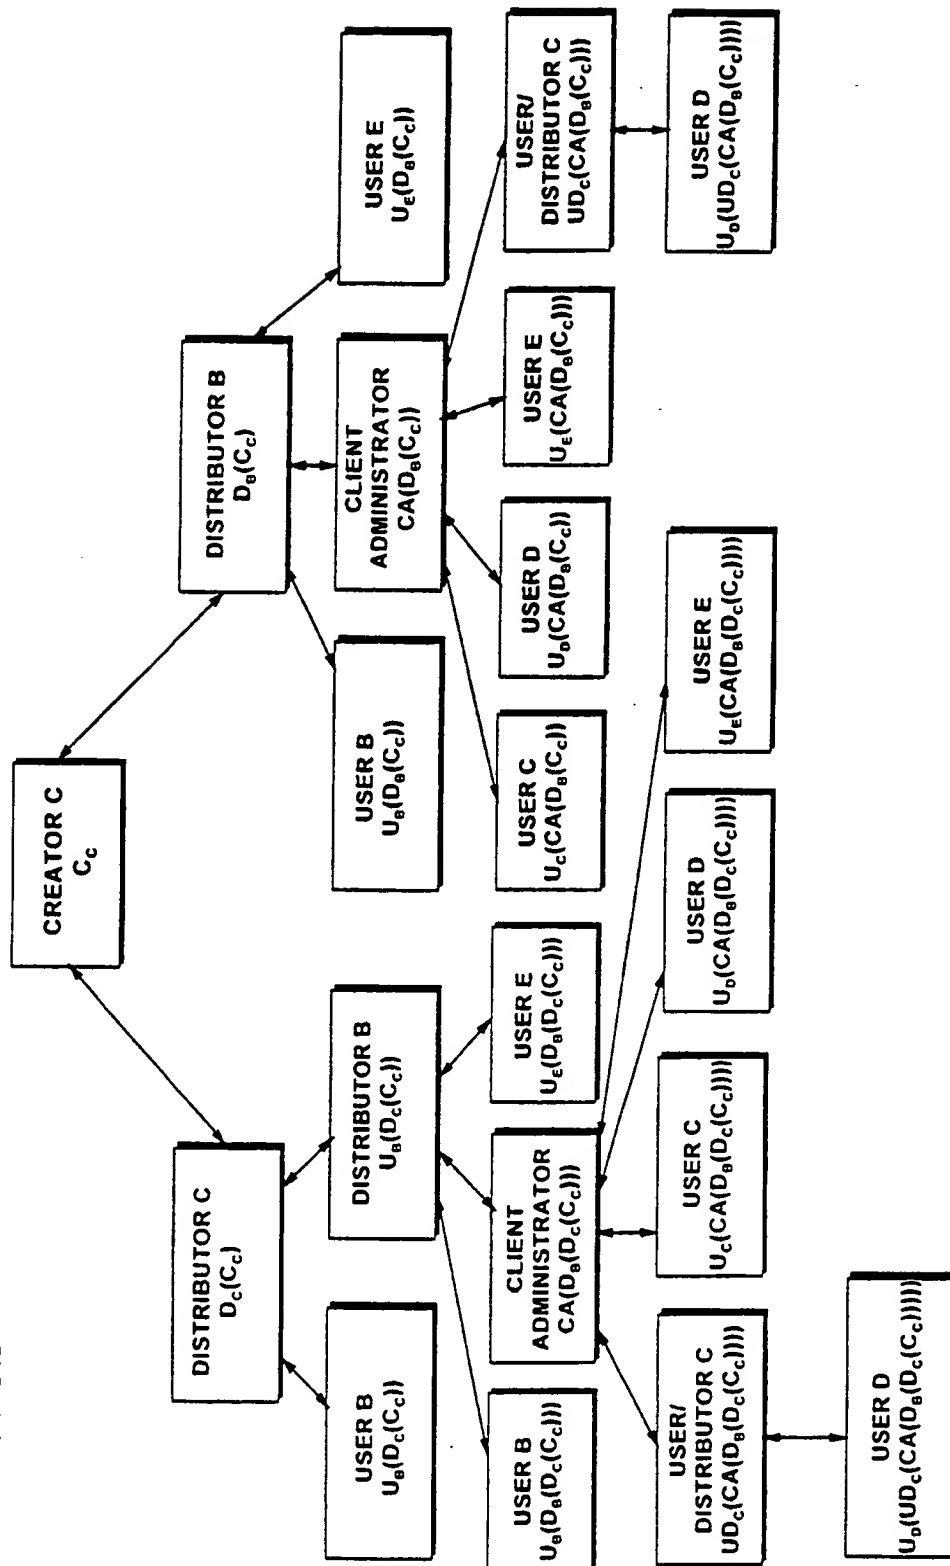 CREATOR C
C_C
DISTRIBUTOR C
D_C(C_C)
DISTRIBUTOR B
D_B(C_C)
USER B
U_B(D_C(C_C))
DISTRIBUTOR B
U_B(D_C(C_C))
USER B
U_B(D_B(C_C))
CLIENT
ADMINISTRATOR
CA(D_B(C_C))
USER E
U_E(D_B(C_C))
USER B
U_B(D_B(D_C(C_C)))
CLIENT
ADMINISTRATOR
CA(D_B(D_C(C_C)))
USER E
U_E(D_B(D_C(C_C)))
USER C
U_C(CA(D_B(C_C))
USER D
U_D(CA(D_B(C_C))
USER E
U_E(CA(D_B(C_C)))
USER/
DISTRIBUTOR C
UD_C(CA(D_B(C_C)))
USER/
DISTRIBUTOR C
UD_C(CA(D_B(D_C(C_C))))
USER C
U_C(CA(D_B(D_C(C_C))))
USER D
U_D(CA(D_B(D_C(C_C))))
USER E
U_E(CA(D_B(D_C(C_C))))
USER D
U_D(UD_C(CA(D_B(C_C))))
USER D
U_D(UD_C(CA(D_B(D_C(C_C)))))